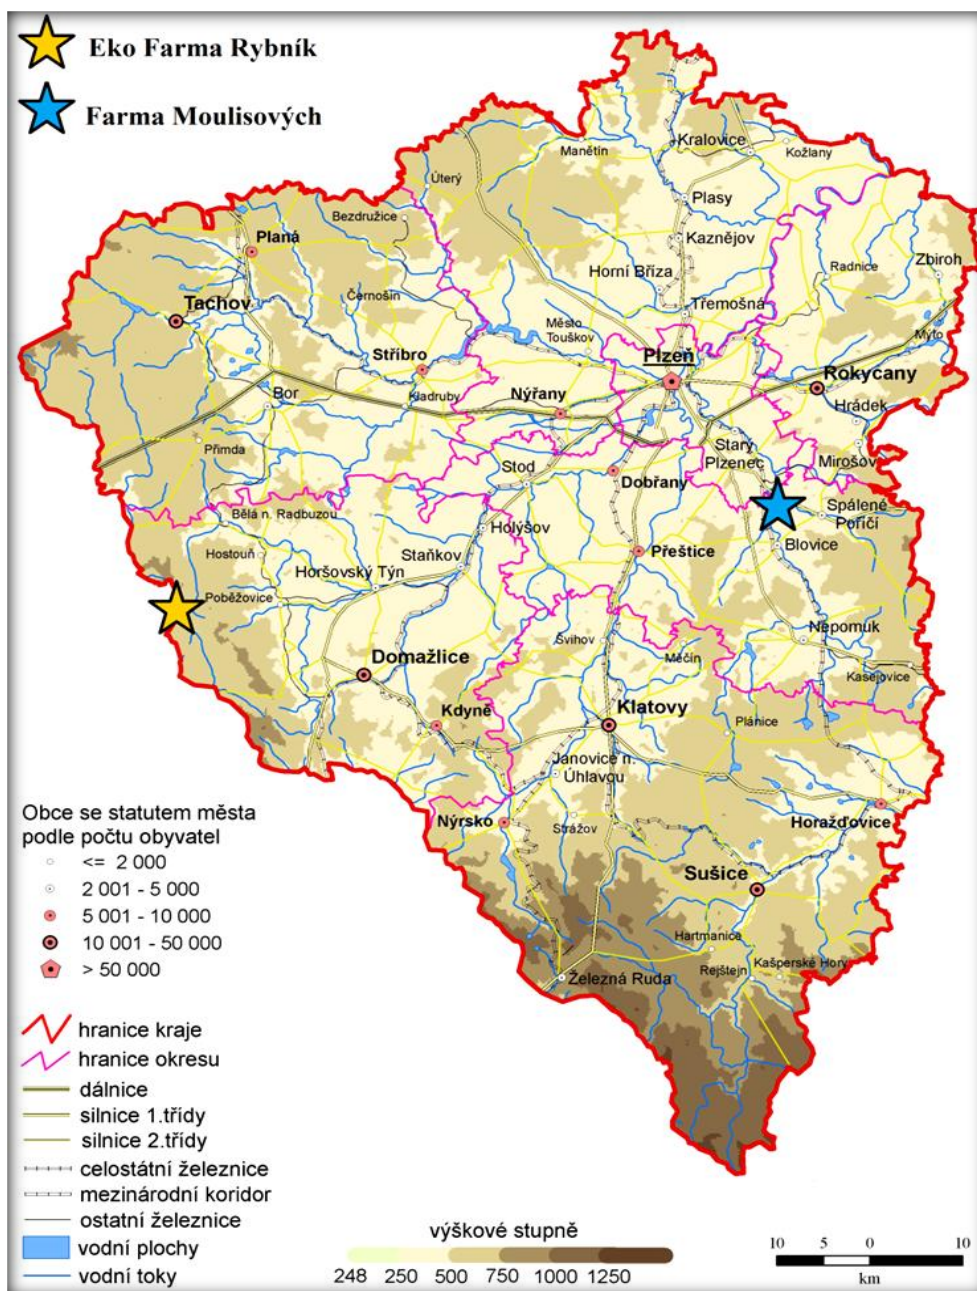 Eko Farma Rybník
Farma Moulisových
Manětín
Kralovice
Kožlany
Úterý
Plasy
Bezdružice
Kaznějov
Planá
Horní Bříza
Radnice
Zbiroh
Tachov
Černošín
Třemošná
Město
Touškov
Mýto
Stříbro
Plzeň
Rokycany
Bor
Kladruby
Nýřany
Hrádek
Přimda
Starý
Plzenec
Mirošov
Stod
Dobřany
Bělá n. Radbuzou
Holýšov
Spálené
Poříčí
Hostouň
Staňkov
Přeštice
Blovice
Horšovský Týn
Poběžovice
Švihov
Nepomuk
Domažlice
Měčín
Kasejovice
Kdyně
Klatovy
Plánice
Janovice n.
Úhlavou
Nýrsko
Strážov
Horažďovice
Sušice
Hartmanice
Rejštejn
Kašperské Hory
Železná Ruda
Obce se statutem města
podle počtu obyvatel
<= 2 000
2 001 - 5 000
5 001 - 10 000
10 001 - 50 000
> 50 000
hranice kraje
hranice okresu
dálnice
silnice 1.třídy
silnice 2.třídy
celostátní železnice
mezinárodní koridor
ostatní železnice
vodní plochy
vodní toky
výškové stupně
248 250 500 750 1000 1250
10 5 0 10
km